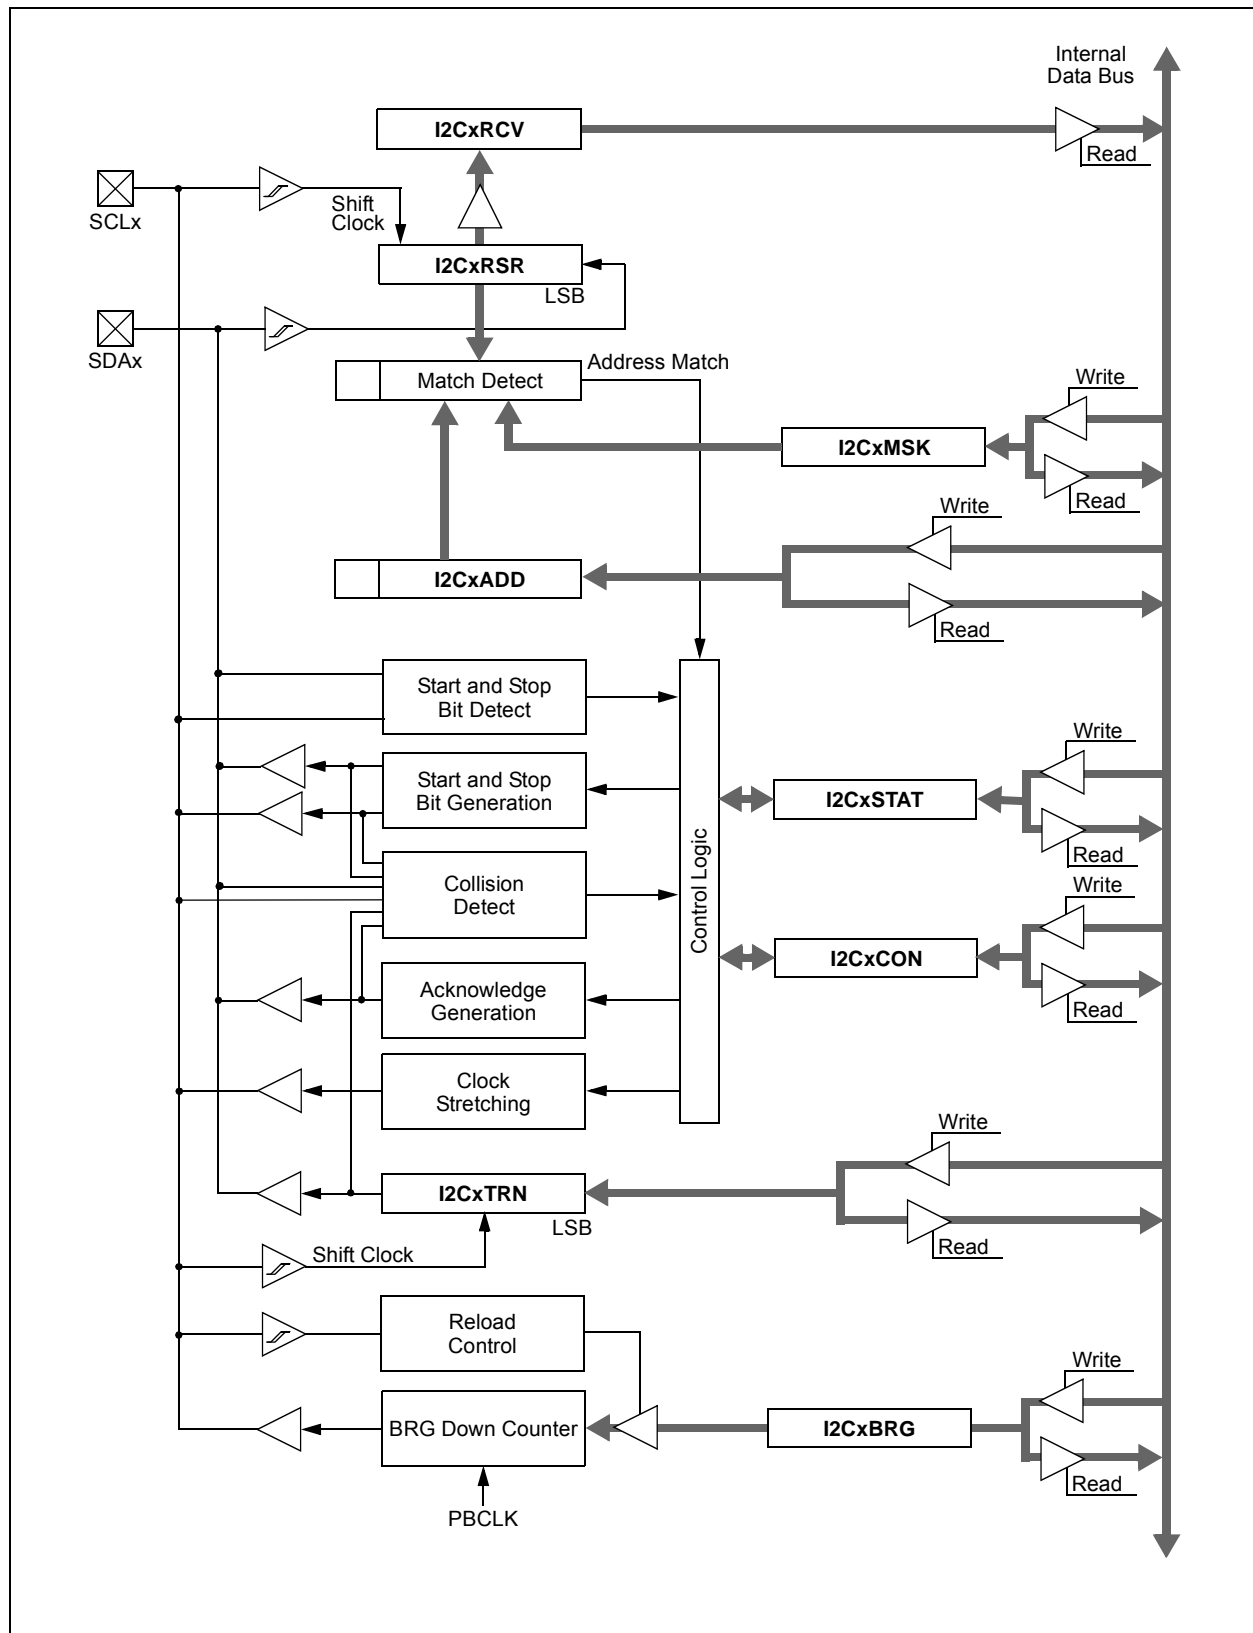 Internal
Data Bus
I2CxRCV
Read
SCLx
Shift
Clock
I2CxRSR
LSB
SDAx
Match Detect
Address Match
Write
I2CxMSK
Read
Write
I2CxADD
Read
Start and Stop
Bit Detect
Write
Start and Stop
Bit Generation
I2CxSTAT
Read
Control Logic
Collision
Detect
Write
I2CxCON
Read
Acknowledge
Generation
Clock
Stretching
Write
I2CxTRN
LSB
Read
Shift Clock
Reload
Control
Write
BRG Down Counter
I2CxBRG
Read
PBCLK